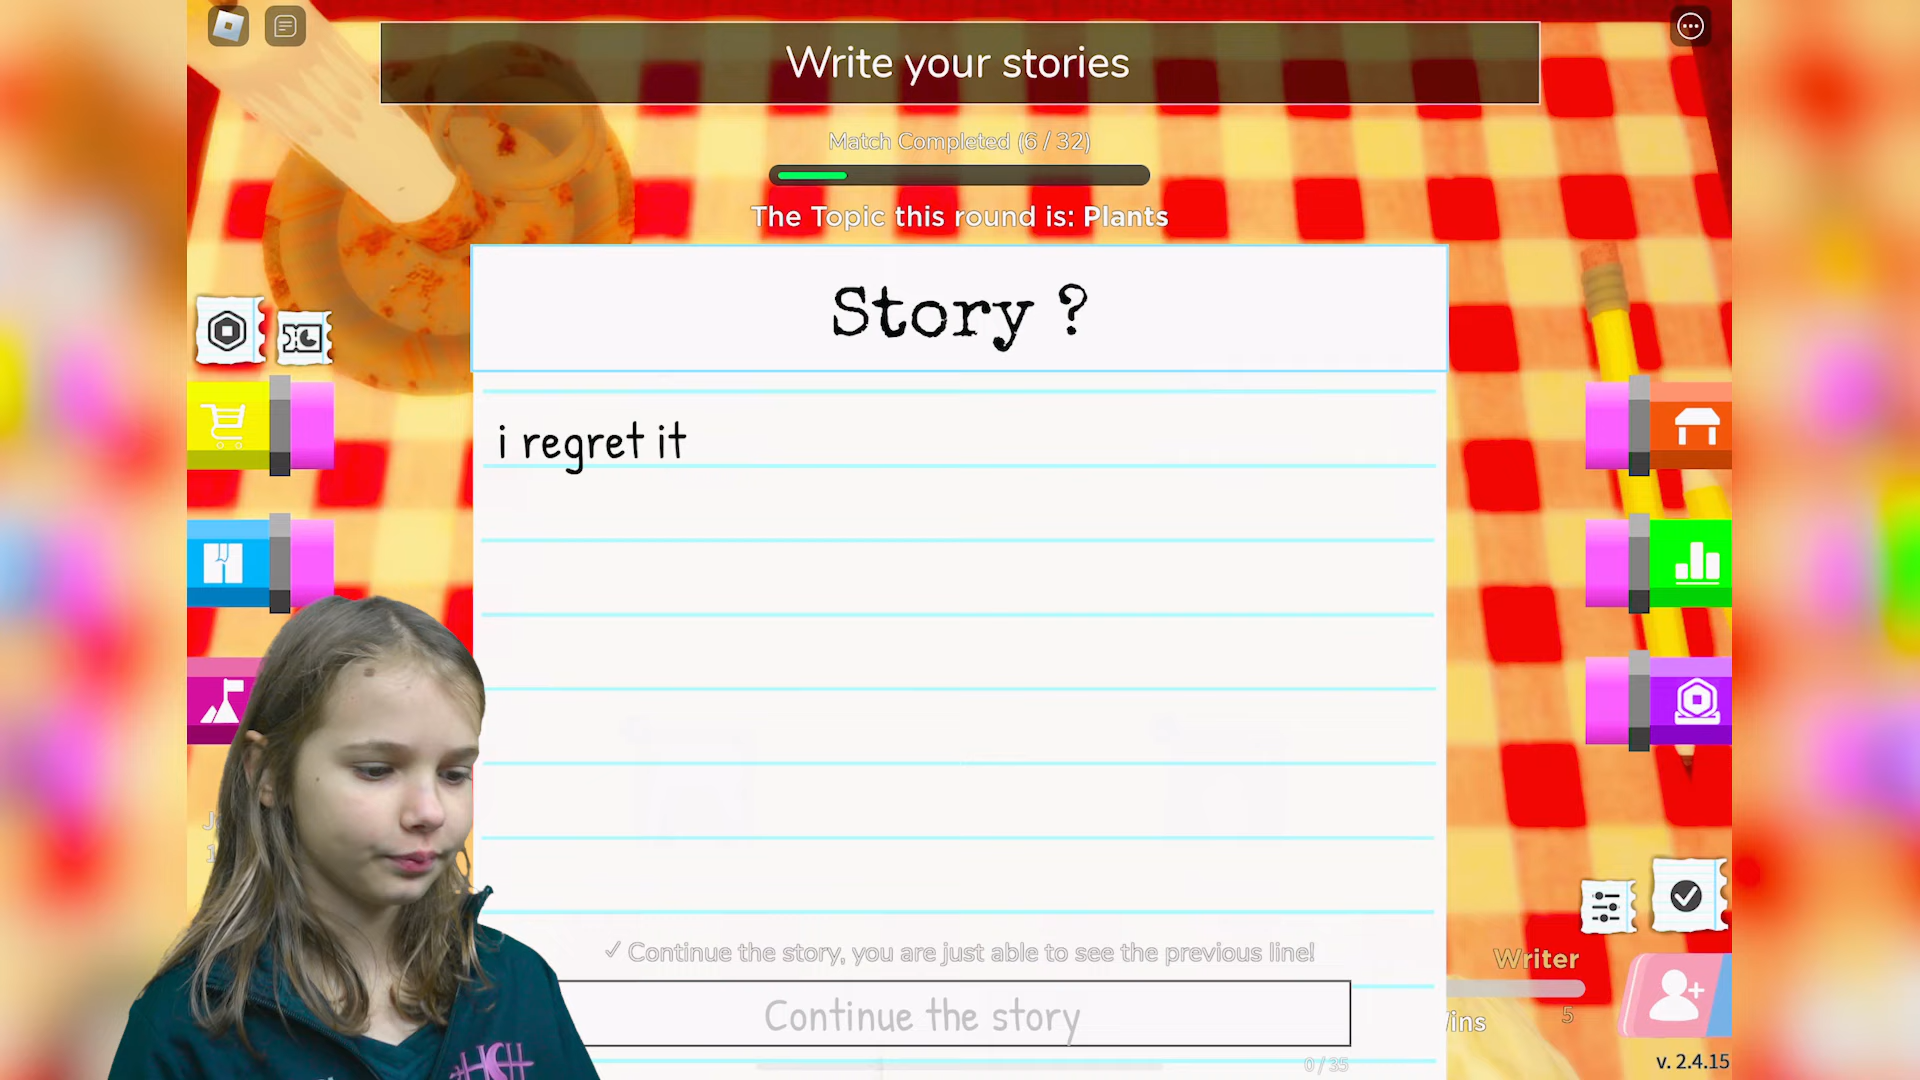 Write your stories
Match Completed (6 / 32)
The Topic this round is: Plants
Story ?
i regret it
✓ Continue the story, you are just able to see the previous line!
Continue the story
0 / 35
Writer
5
v. 2.4.15